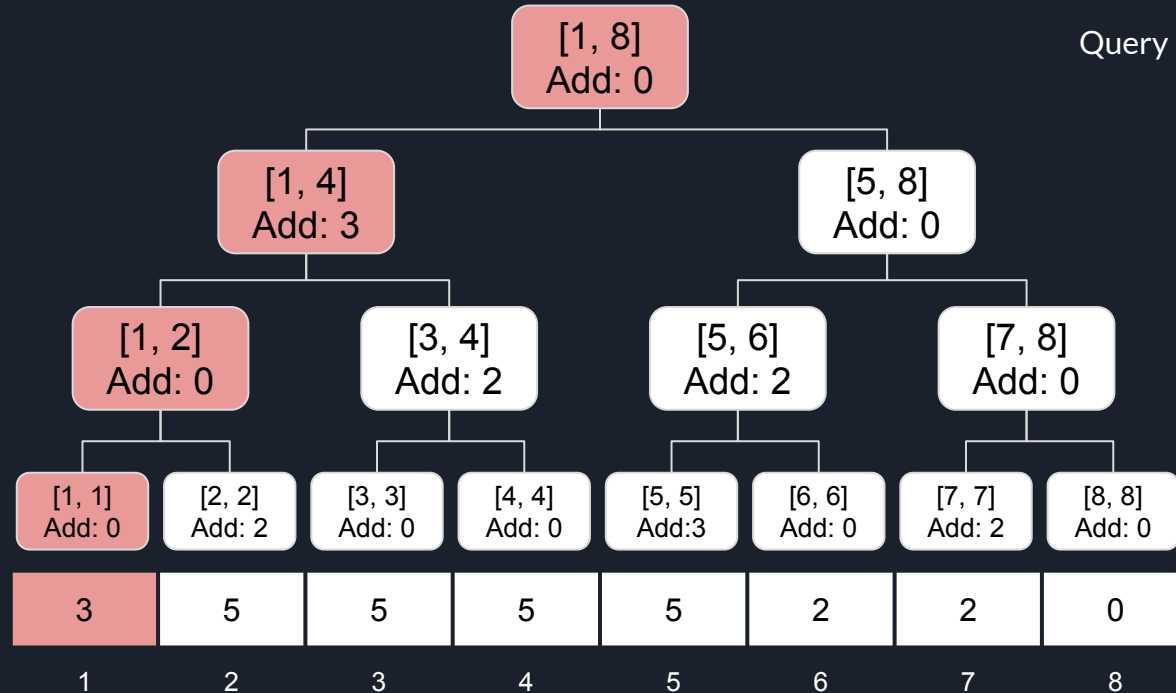 [1, 8]
Add: 0
Query
[1, 4]
Add: 3
[5, 8]
Add: 0
[1, 2]
Add: 0
[3, 4]
Add: 2
[5, 6]
Add: 2
[7, 8]
Add: 0
[1, 1]
Add: 0
[2, 2]
Add: 2
[3, 3]
Add: 0
[4, 4]
Add: 0
[5, 5]
Add:3
[6, 6]
Add: 0
[7, 7]
Add: 2
[8, 8]
Add: 0
3 5 5 5 5 2 2 0
1 2 3 4 5 6 7 8